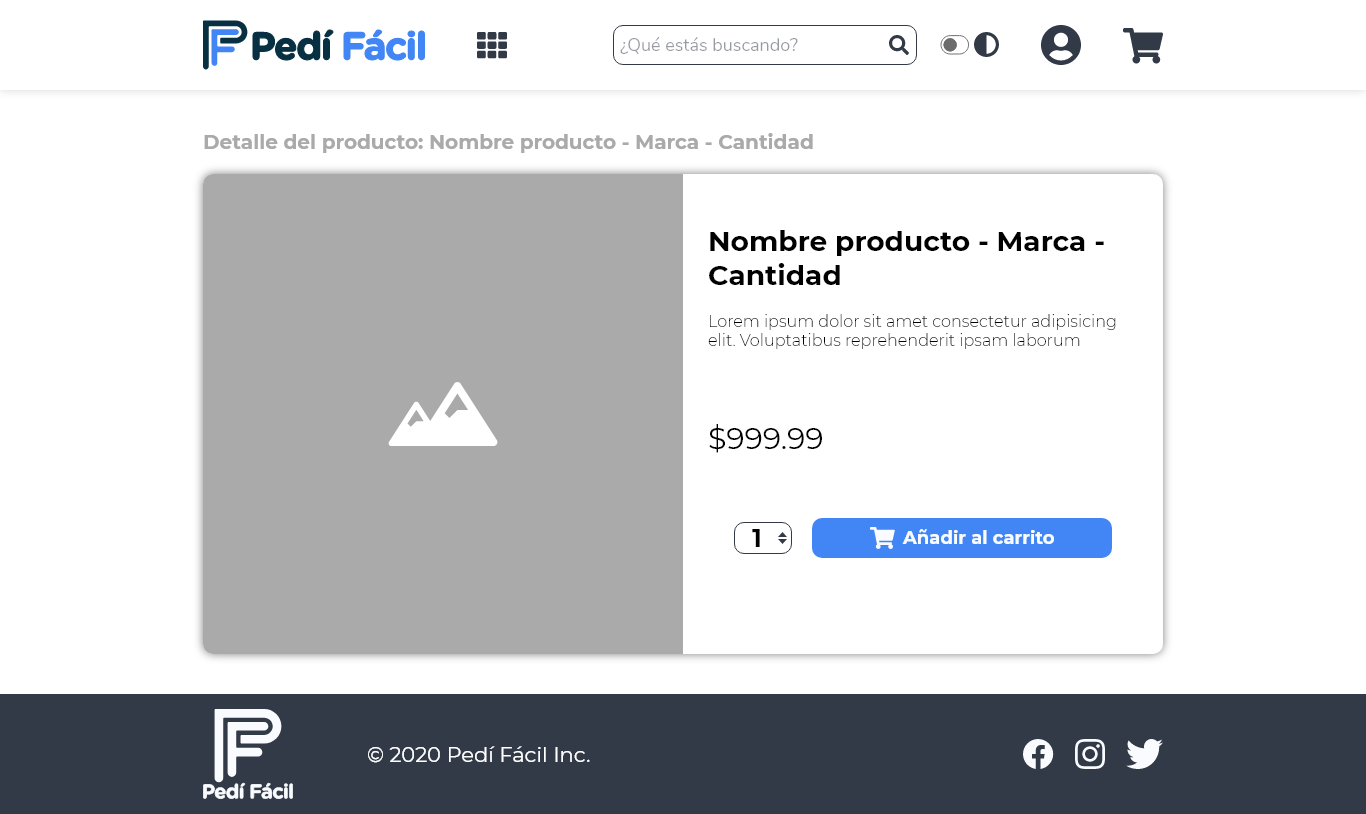 Pedí Fácil
¿Qué estás buscando?
Detalle del producto: Nombre producto - Marca - Cantidad
Nombre producto - Marca -
Cantidad
Lorem ipsum dolor sit amet consectetur adipisicing
elit. Voluptatibus reprehenderit ipsam laborum
$999.99
1
Añadir al carrito
Pedí Fácil
© 2020 Pedí Fácil Inc.